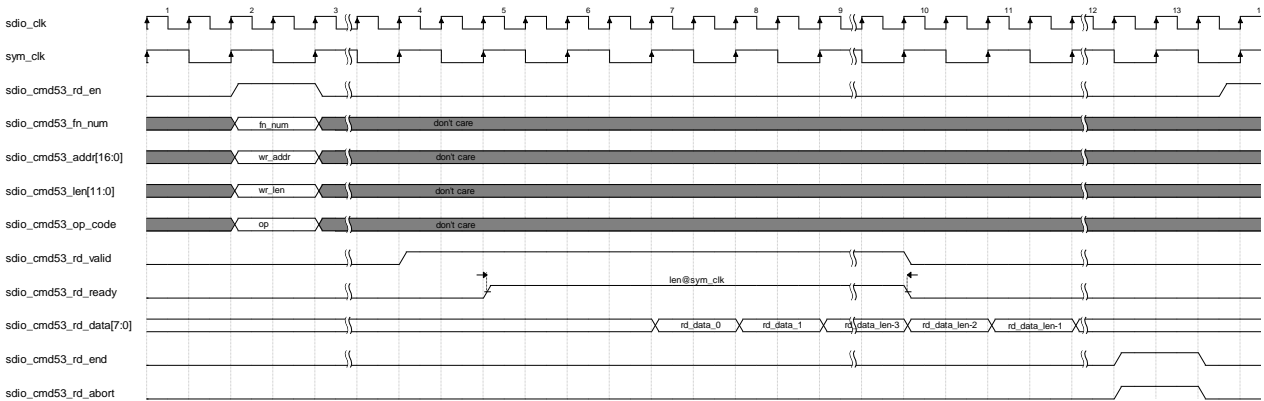 1 2 3 4 5 6 7 8 9 10 11 12 13
sdio_clk
sym_clk
sdio_cmd53_rd_en
sdio_cmd53_fn_num fn_num don't care
sdio_cmd53_addr[16:0] wr_addr don't care
sdio_cmd53_len[11:0] wr_len don't care
sdio_cmd53_op_code op don't care
sdio_cmd53_rd_valid
len@sym_clk
sdio_cmd53_rd_ready
sdio_cmd53_rd_data[7:0] rd_data_0 rd_data_1 rd_data_len-3 rd_data_len-2 rd_data_len-1
sdio_cmd53_rd_end
sdio_cmd53_rd_abort